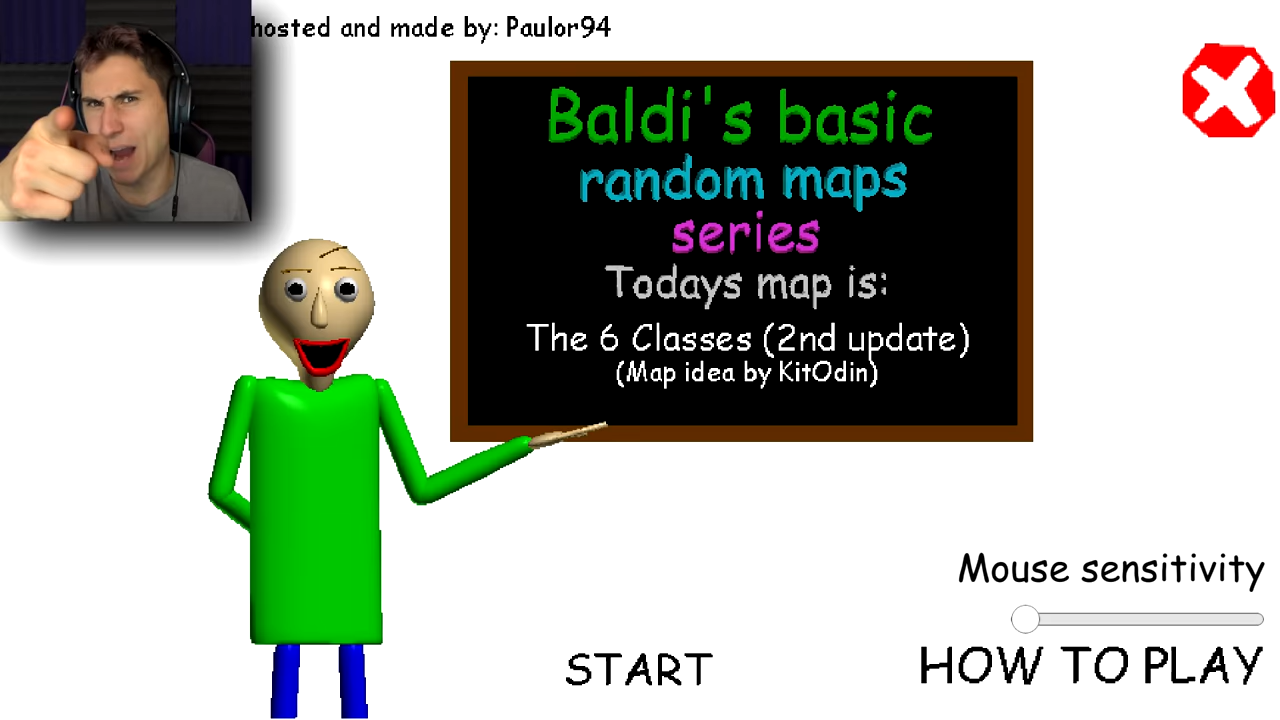 hosted and made by: Paulor94
Baldi's basic
random maps
series
Todays map is:
The 6 Classes (2nd update)
(Map idea by KitOdin)
Mouse sensitivity
START
HOW TO PLAY